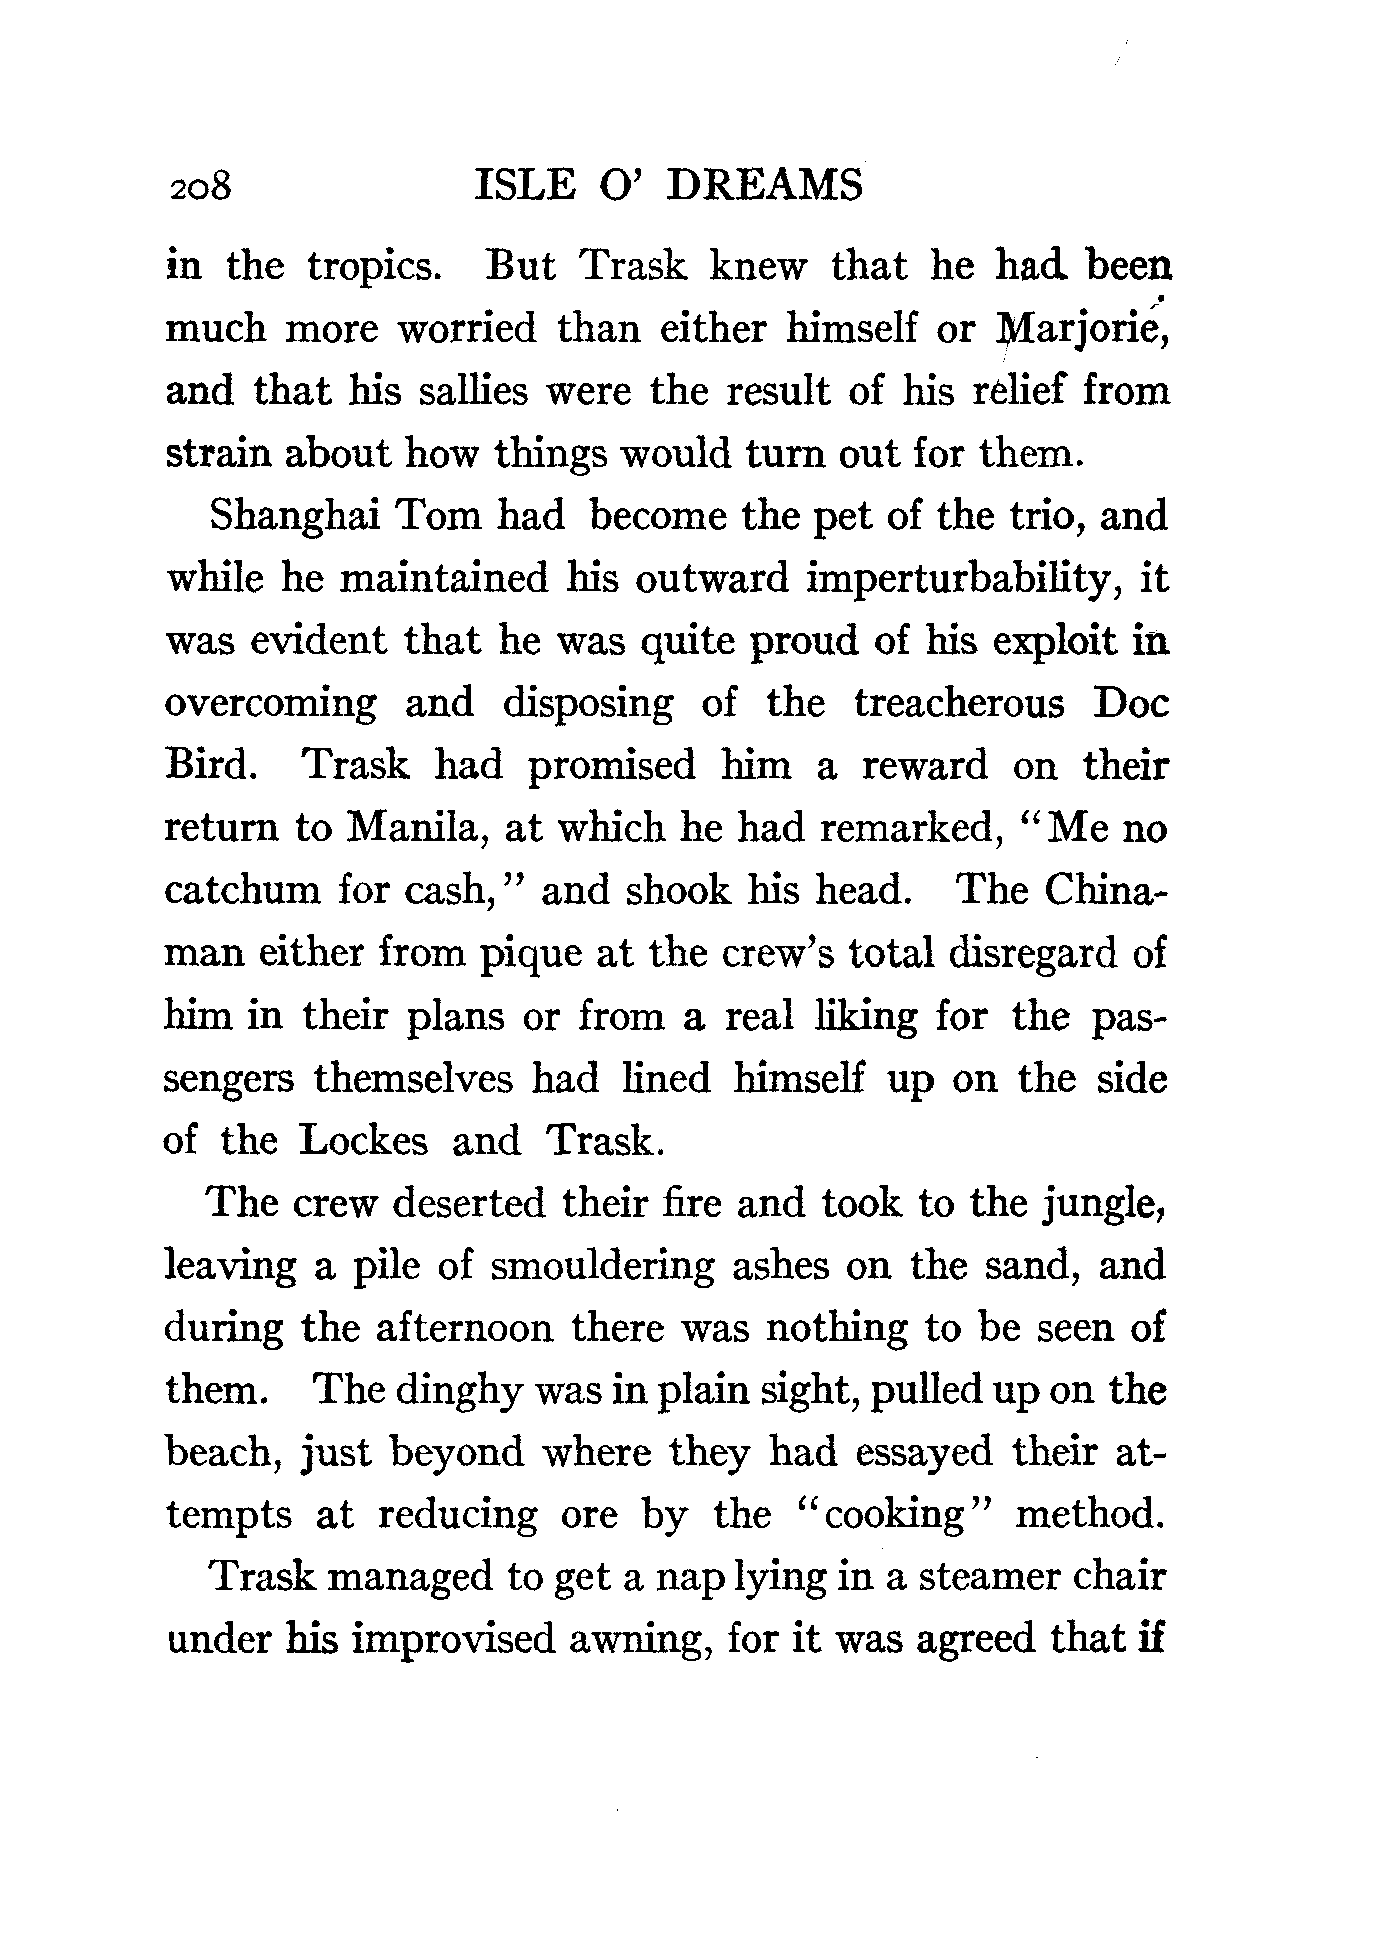 208 ISLE O' DREAMS
in the tropics. But Trask knew that he had been
much more worried than either himself or Marjorie,
and that his sallies were the result of his relief from
strain about how things would turn out for them.
Shanghai Tom had become the pet of the trio, and
while he maintained his outward imperturbability, it
was evident that he was quite proud of his exploit in
overcoming and disposing of the treacherous Doc
Bird. Trask had promised him a reward on their
return to Manila, at which he had remarked, "Me no
catchum for cash," and shook his head. The China-
man either from pique at the crew's total disregard of
him in their plans or from a real liking for the pas-
sengers themselves had lined himself up on the side
of the Lockes and Trask.
The crew deserted their fire and took to the jungle,
leaving a pile of smouldering ashes on the sand, and
during the afternoon there was nothing to be seen of
them. The dinghy was in plain sight, pulled up on the
beach, just beyond where they had essayed their at-
tempts at reducing ore by the "cooking" method.
Trask managed to get a nap lying in a steamer chair
under his improvised awning, for it was agreed that if